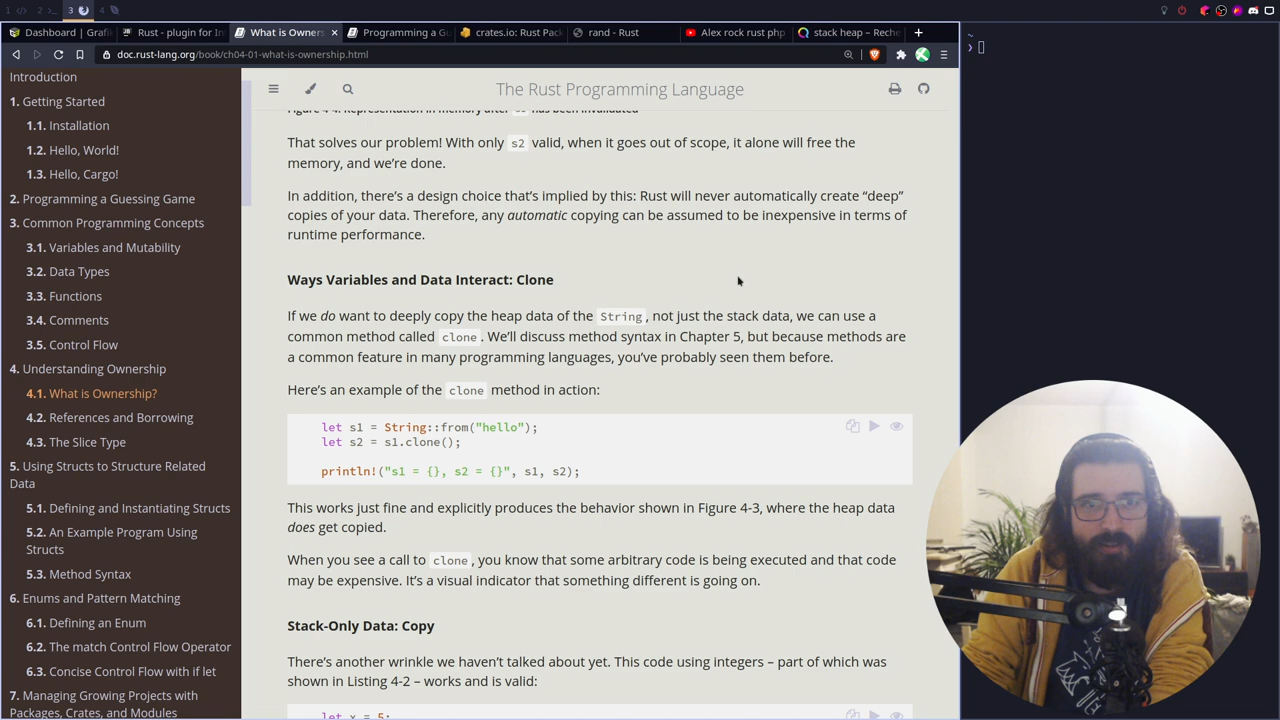 1
2
3
4
Dashboard | Grafi
Rust - plugin for In
What is Owners
Programming a Gu
crates.io: Rust Pack
rand - Rust
Alex rock rust php
stack heap – Reche
doc.rust-lang.org/book/ch04-01-what-is-ownership.html
Introduction
1. Getting Started
1.1. Installation
1.2. Hello, World!
1.3. Hello, Cargo!
2. Programming a Guessing Game
3. Common Programming Concepts
3.1. Variables and Mutability
3.2. Data Types
3.3. Functions
3.4. Comments
3.5. Control Flow
4. Understanding Ownership
4.1. What is Ownership?
4.2. References and Borrowing
4.3. The Slice Type
5. Using Structs to Structure Related
Data
5.1. Defining and Instantiating Structs
5.2. An Example Program Using
Structs
5.3. Method Syntax
6. Enums and Pattern Matching
6.1. Defining an Enum
6.2. The match Control Flow Operator
6.3. Concise Control Flow with if let
7. Managing Growing Projects with
Packages, Crates, and Modules
The Rust Programming Language
Figure 4-4: Representation in memory after s1 has been invalidated
That solves our problem! With only s2 valid, when it goes out of scope, it alone will free the
memory, and we’re done.
In addition, there’s a design choice that’s implied by this: Rust will never automatically create “deep”
copies of your data. Therefore, any automatic copying can be assumed to be inexpensive in terms of
runtime performance.
Ways Variables and Data Interact: Clone
If we do want to deeply copy the heap data of the String, not just the stack data, we can use a
common method called clone. We’ll discuss method syntax in Chapter 5, but because methods are
a common feature in many programming languages, you’ve probably seen them before.
Here’s an example of the clone method in action:
let s1 = String::from("hello");
let s2 = s1.clone();
println!("s1 = {}, s2 = {}", s1, s2);
This works just fine and explicitly produces the behavior shown in Figure 4-3, where the heap data
does get copied.
When you see a call to clone, you know that some arbitrary code is being executed and that code
may be expensive. It’s a visual indicator that something different is going on.
Stack-Only Data: Copy
There’s another wrinkle we haven’t talked about yet. This code using integers – part of which was
shown in Listing 4-2 – works and is valid:
let x = 5;
~
❯